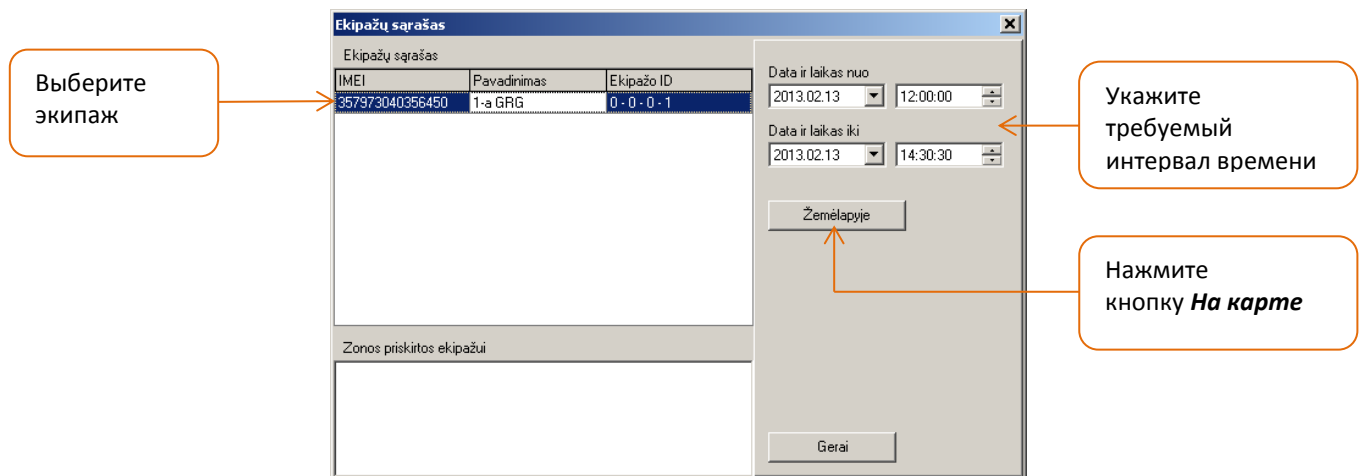 Ekipažų sąrašas
Ekipažų sąrašas
IMEI Pavadinimas Ekipažo ID
357973040356450 1-a GRG 0 - 0 - 0 - 1
Zonos priskirtos ekipažui
Data ir laikas nuo
2013.02.13 12:00:00
Data ir laikas iki
2013.02.13 14:30:30
Žemėlapyje
Gerai
Выберите
экипаж
Укажите
требуемый
интервал времени
Нажмите
кнопку На карте